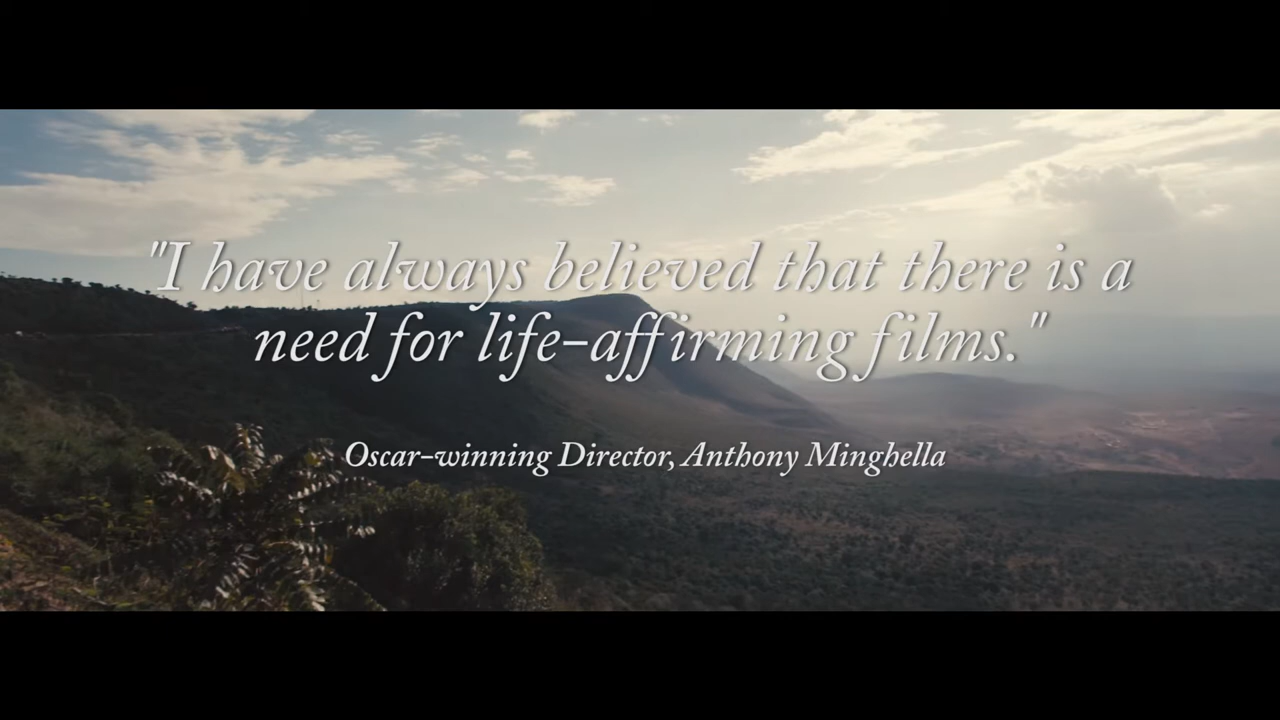 "I have always believed that there is a
need for life-affirming films."
Oscar-winning Director, Anthony Minghella